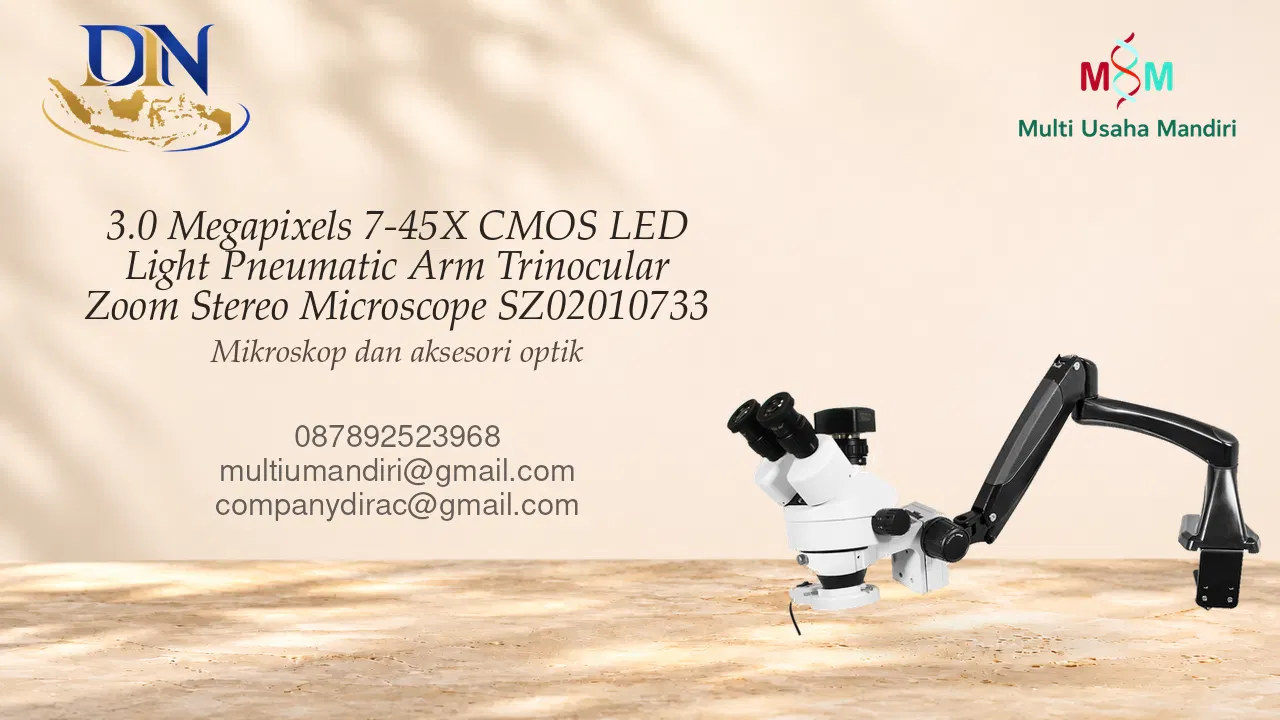 DIN
M M
Multi Usaha Mandiri
3.0 Megapixels 7-45X CMOS LED
Light Pneumatic Arm Trinocular
Zoom Stereo Microscope SZ02010733
Mikroskop dan aksesori optik
087892523968
multiumandiri@gmail.com
companydirac@gmail.com